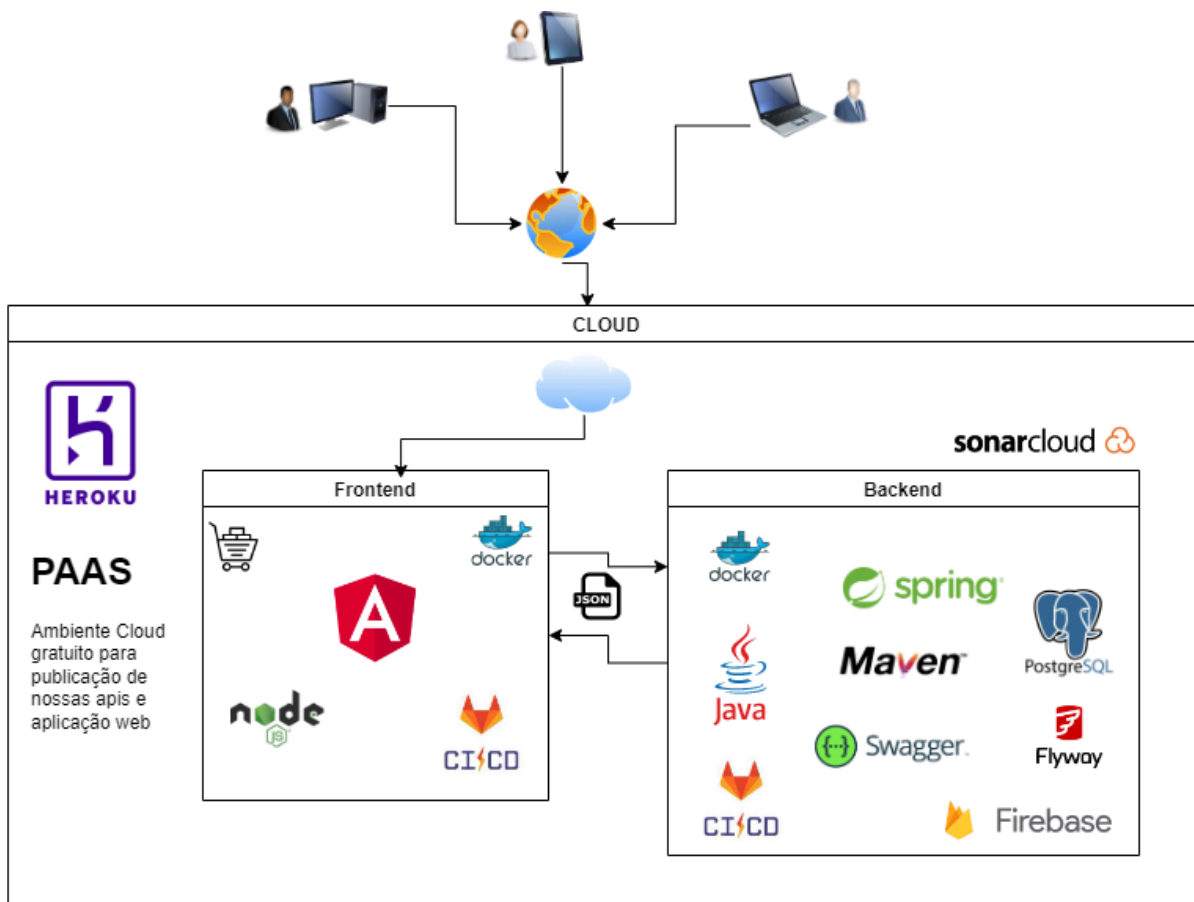 CLOUD
HEROKU
PAAS
Ambiente Cloud
gratuito para
publicação de
nossas apis e
aplicação web
Frontend
docker
JSON
node
JS
CI CD
sonarcloud
Backend
docker
spring
PostgreSQL
Java
Maven™
Swagger
Flyway
CI CD
Firebase